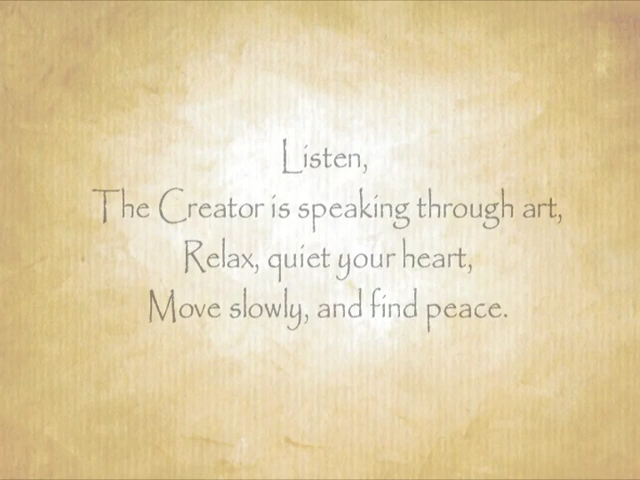 Listen,
The Creator is speaking through art,
Relax, quiet your heart,
Move slowly, and find peace.